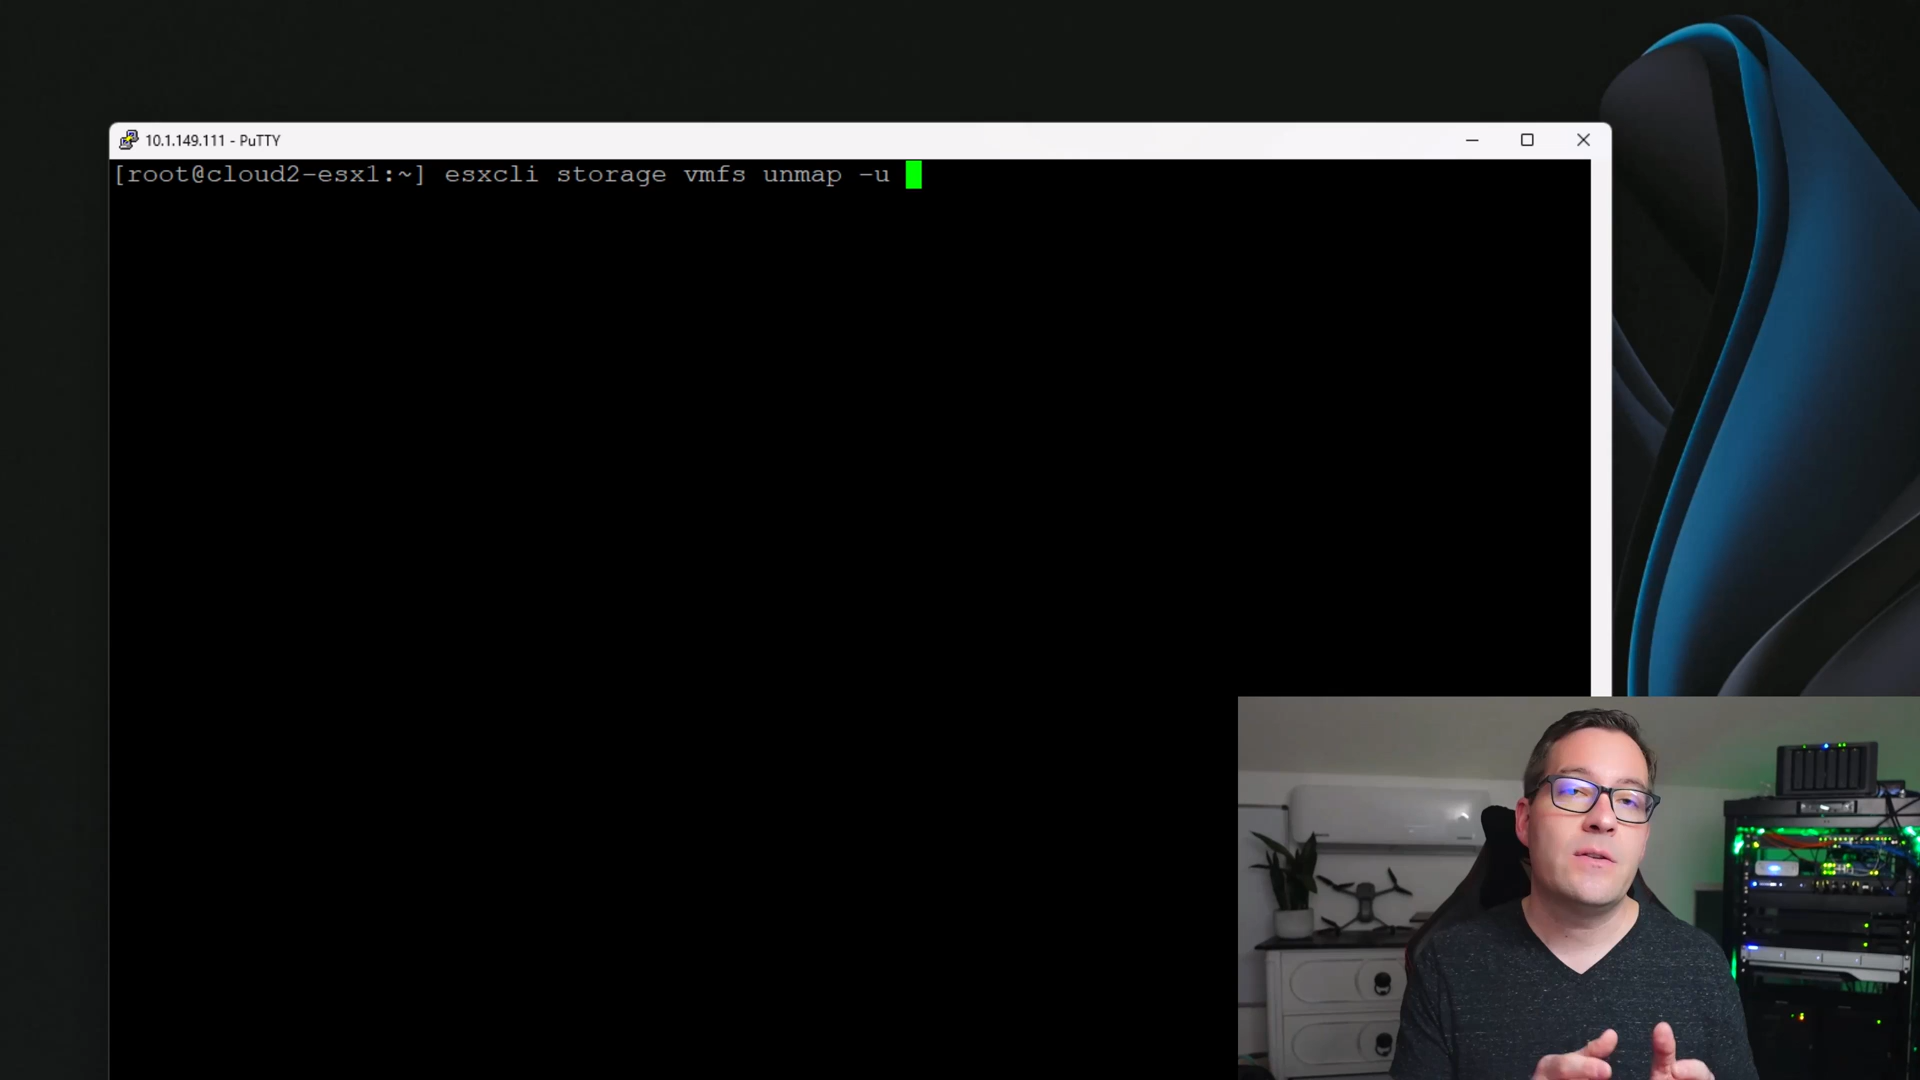 10.1.149.111 - PuTTY
[root@cloud2-esx1:~] esxcli storage vmfs unmap -u